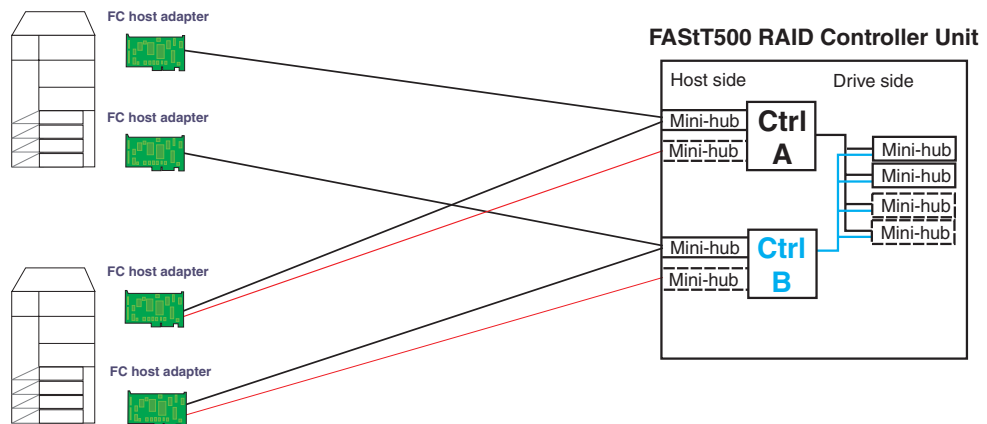 FC host adapter
FAStT500 RAID Controller Unit
Host side
Drive side
FC host adapter
Mini-hub
Ctrl
A
Mini-hub
Mini-hub
Mini-hub
Mini-hub
Mini-hub
FC host adapter
Mini-hub
Ctrl
B
Mini-hub
FC host adapter